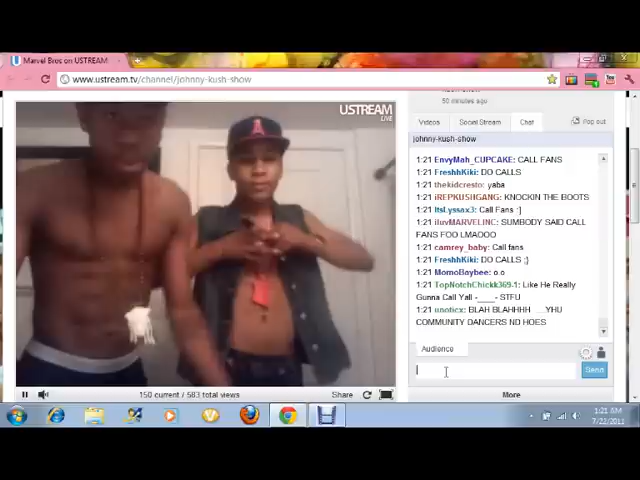 Marvel Bros on USTREAM:
www.ustream.tv/channel/johnny-kush-show
50 minutes ago
USTREAM
LIVE
A
Videos
Social Stream
Chat
Pop out
johnny-kush-show
1:21 EnvyMah_CUPCAKE: CALL FANS
1:21 FreshhKiki: DO CALLS
1:21 thekidcresto: yaba
1:21 iREPKUSHGANG: KNOCKIN THE BOOTS
1:21 ItsLyssax3: Call Fans :]
1:21 iluvMARVELINC: SUMBODY SAID CALL
FANS FOO LMAOOO
1:21 camrey_baby: Call fans
1:21 FreshhKiki: DO CALLS ;)
1:21 MomoBaybee: o.o
1:21 TopNotchChickk369-1: Like He Really
Gunna Call Yall -____- STFU
1:21 unoticx: BLAH BLAHHHH ....YHU
COMMUNITY DANCERS ND HOES
Audience
Send
150 current / 583 total views
Share
More
1:21 AM
7/22/2011